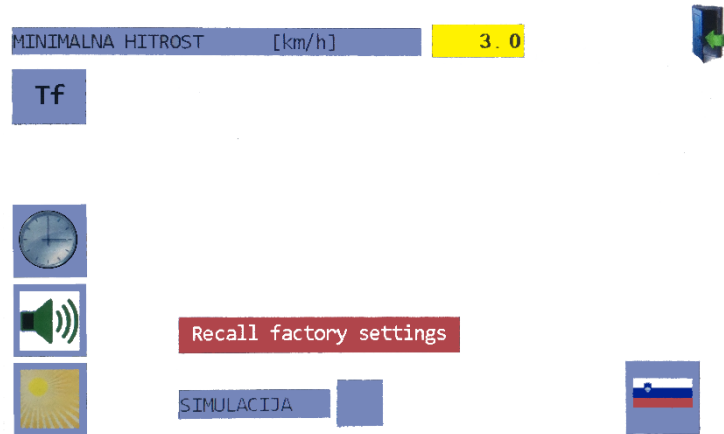 MINIMALNA HITROST [km/h] 3.0
Tf
Recall factory settings
SIMULACIJA